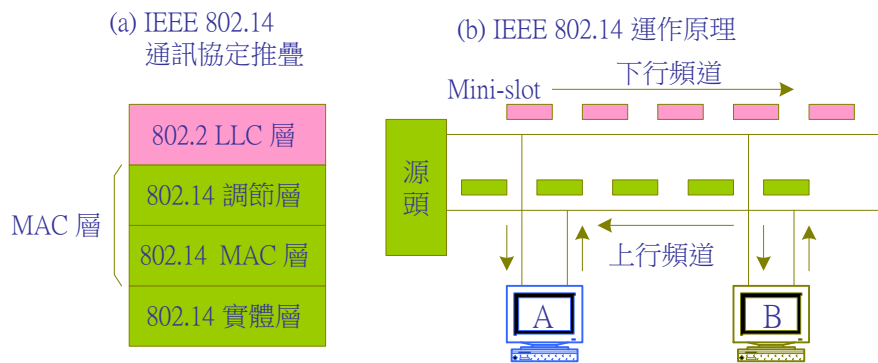 (a) IEEE 802.14
通訊協定推疊
802.2 LLC 層
802.14 調節層
MAC 層
802.14 MAC 層
802.14 實體層
(b) IEEE 802.14 運作原理
Mini-slot
下行頻道
源頭
上行頻道
A
B